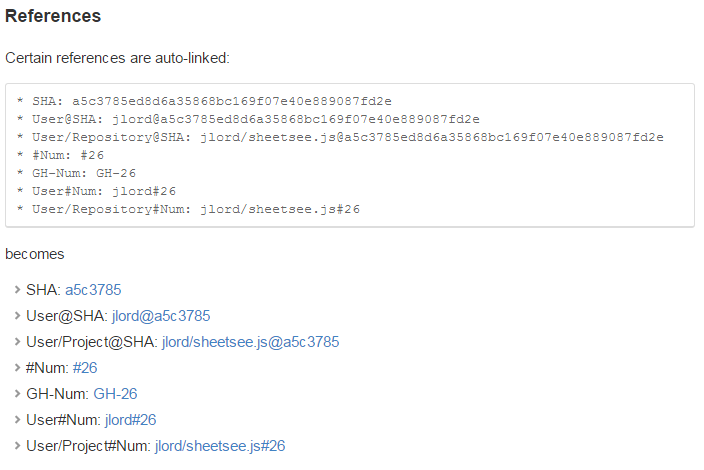 References
Certain references are auto-linked:
* SHA: a5c3785ed8d6a35868bc169f07e40e889087fd2e
* User@SHA: jlord@a5c3785ed8d6a35868bc169f07e40e889087fd2e
* User/Repository@SHA: jlord/sheetsee.js@a5c3785ed8d6a35868bc169f07e40e889087fd2e
* #Num: #26
* GH-Num: GH-26
* User#Num: jlord#26
* User/Repository#Num: jlord/sheetsee.js#26
becomes
SHA: a5c3785
User@SHA: jlord@a5c3785
User/Project@SHA: jlord/sheetsee.js@a5c3785
#Num: #26
GH-Num: GH-26
User#Num: jlord#26
User/Project#Num: jlord/sheetsee.js#26